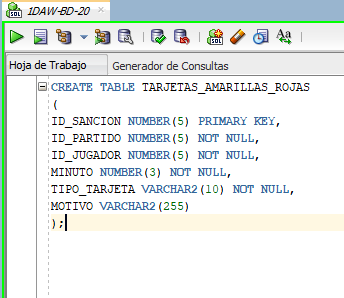 1DAW-BD-20
SQL
Aa
Hoja de Trabajo Generador de Consultas
CREATE TABLE TARJETAS_AMARILLAS_ROJAS
(
ID_SANCION NUMBER(5) PRIMARY KEY,
ID_PARTIDO NUMBER(5) NOT NULL,
ID_JUGADOR NUMBER(5) NOT NULL,
MINUTO NUMBER(3) NOT NULL,
TIPO_TARJETA VARCHAR2(10) NOT NULL,
MOTIVO VARCHAR2(255)
);